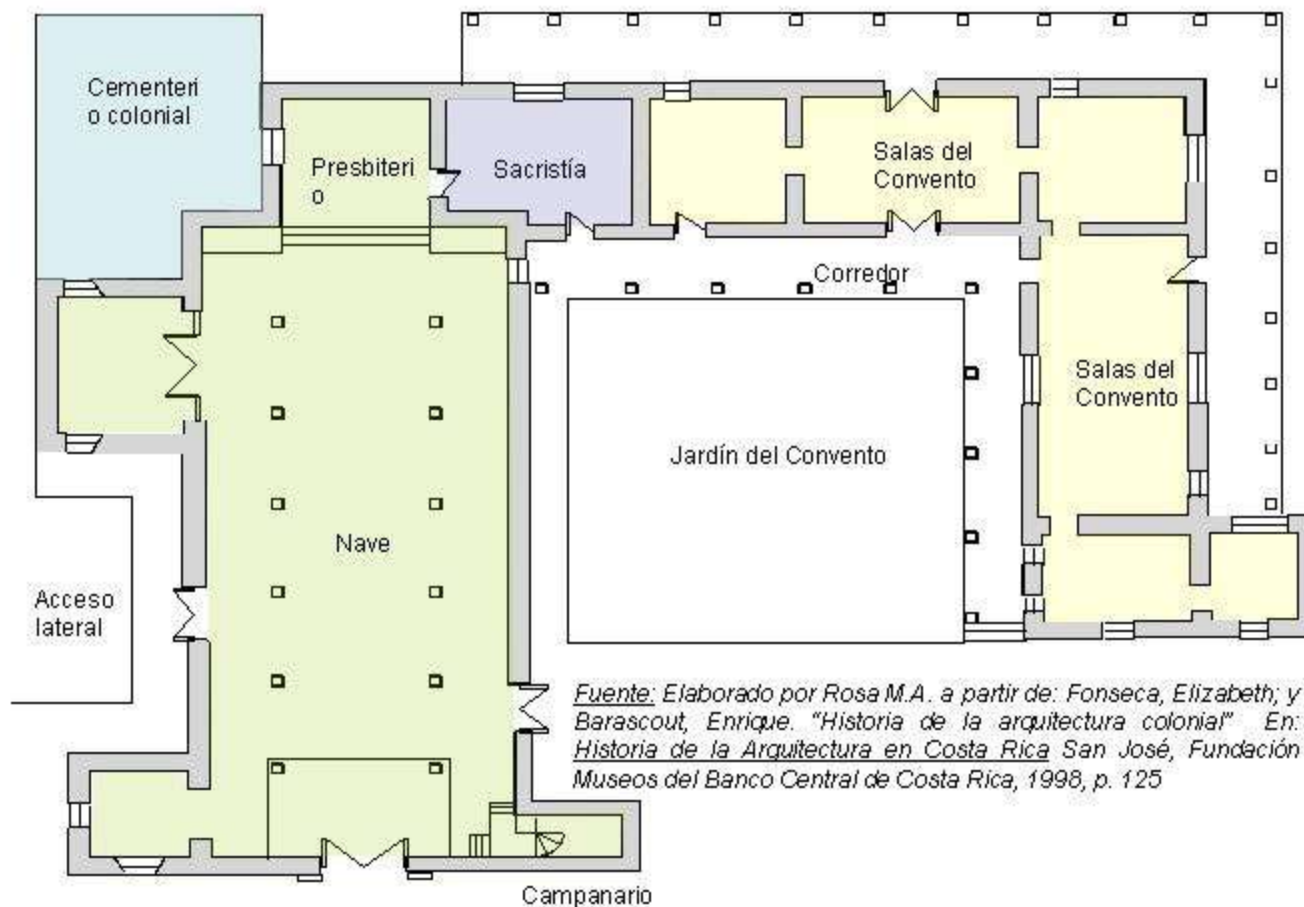 Cementeri
o colonial
Presbiteri
o
Sacristía
Salas del
Convento
Corredor
Salas del
Convento
Jardín del Convento
Nave
Acceso
lateral
Fuente: Elaborado por Rosa M.A. a partir de: Fonseca, Elizabeth; y
Barascout, Enrique. "Historia de la arquitectura colonial" En:
Historia de la Arquitectura en Costa Rica San José, Fundación
Museos del Banco Central de Costa Rica, 1998, p. 125
Campanario